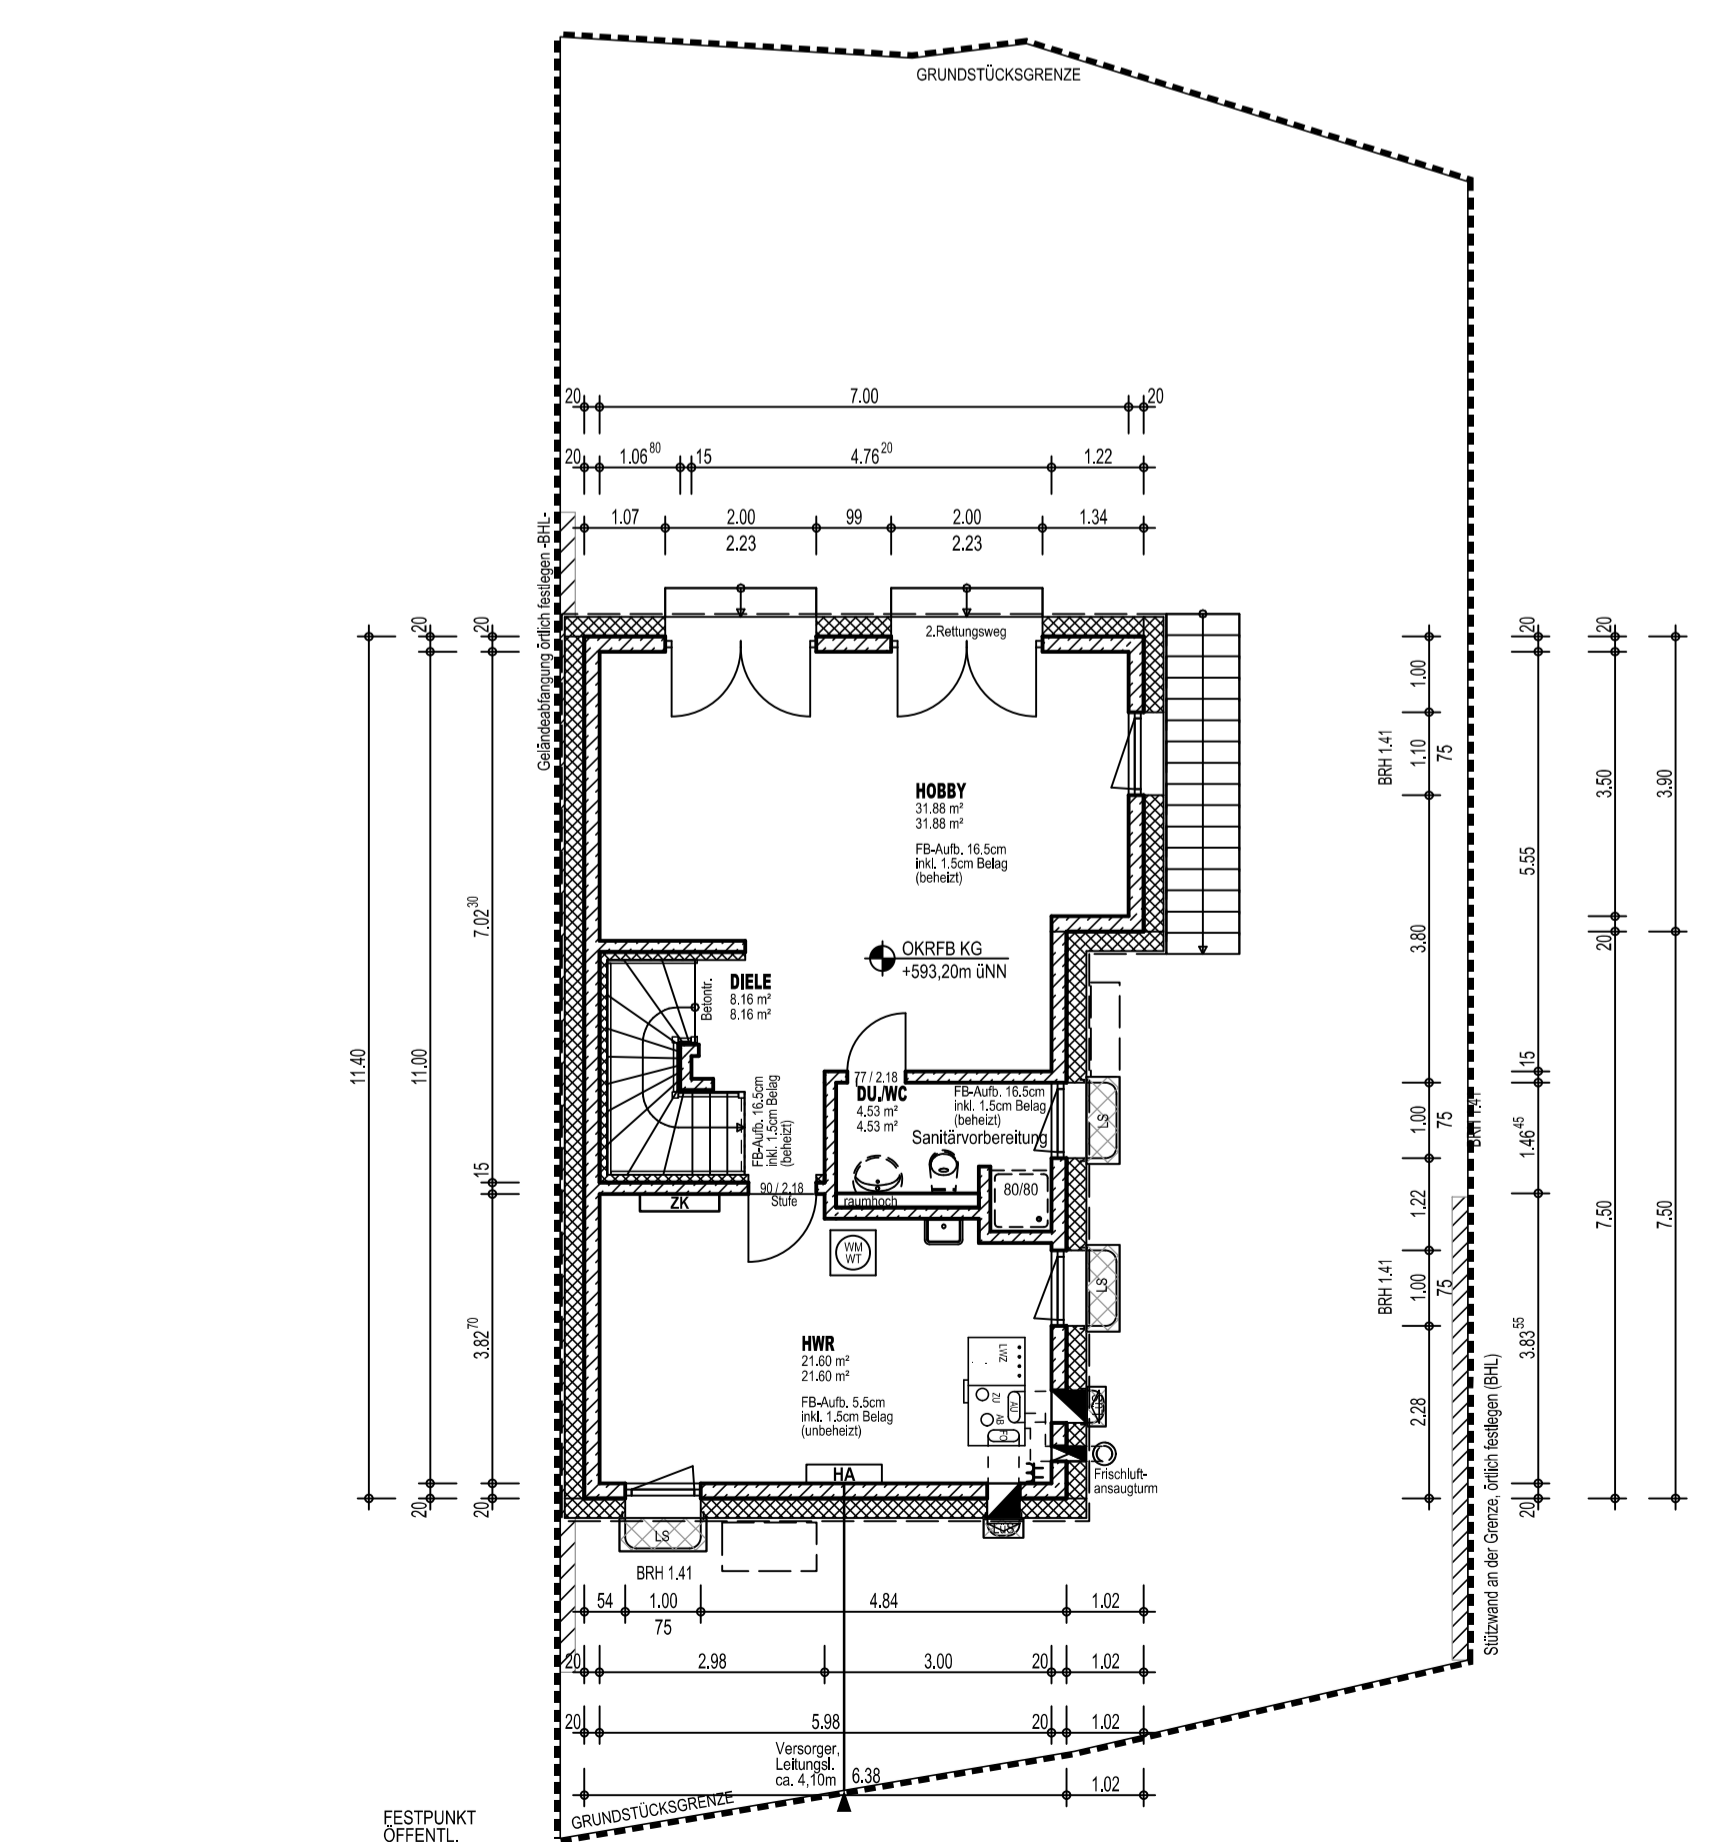 GRUNDSTÜCKSGRENZE
20 7.00 20
20 1.06⁸⁰ 15 4.76²⁰ 1.22
1.07 2.00 99 2.00 1.34
2.23 2.23
Geländeabfangung örtlich festlegen -BHL-
2.Rettungsweg
20 20 20
20 20
1.00
BRH 1.41 1.10 75
3.50 3.90
HOBBY
31.88 m²
31.88 m²
FB-Aufb. 16.5cm
inkl. 1.5cm Belag
(beheizt)
5.55
7.02³⁰
3.80
20
OKRFB KG
+593,20m üNN
DIELE
8.16 m²
8.16 m²
Betontr.
11.40 11.00
15
77 / 2.18
DU./WC
4.53 m²
4.53 m²
FB-Aufb. 16.5cm
inkl. 1.5cm Belag
(beheizt)
Sanitärvorbereitung
FB-Aufb. 16.5cm
inkl. 1.5cm Belag
(beheizt)
LS
1.00 75
BRH 1.41
1.46⁴⁵
15
90 / 2.18
Stufe
raumhoch
80/80
ZK
1.22
7.50 7.50
WM
WT
LS
BRH 1.41 1.00 75
HWR
21.60 m²
21.60 m²
FB-Aufb. 5.5cm
inkl. 1.5cm Belag
(unbeheizt)
LWZ
ZU
AU
AB
FO
3.82⁷⁰
3.83⁵⁵
2.28
Stützwand an der Grenze, örtlich festlegen (BHL)
HA
Frischluft-
ansaugturm
20 20
20
LS
BRH 1.41
54 1.00 4.84 1.02
75
20 2.98 3.00 20 1.02
20 5.98 20 1.02
Versorger,
Leitungsl.
ca. 4,10m
6.38 1.02
GRUNDSTÜCKSGRENZE
FESTPUNKT
ÖFFENTL.